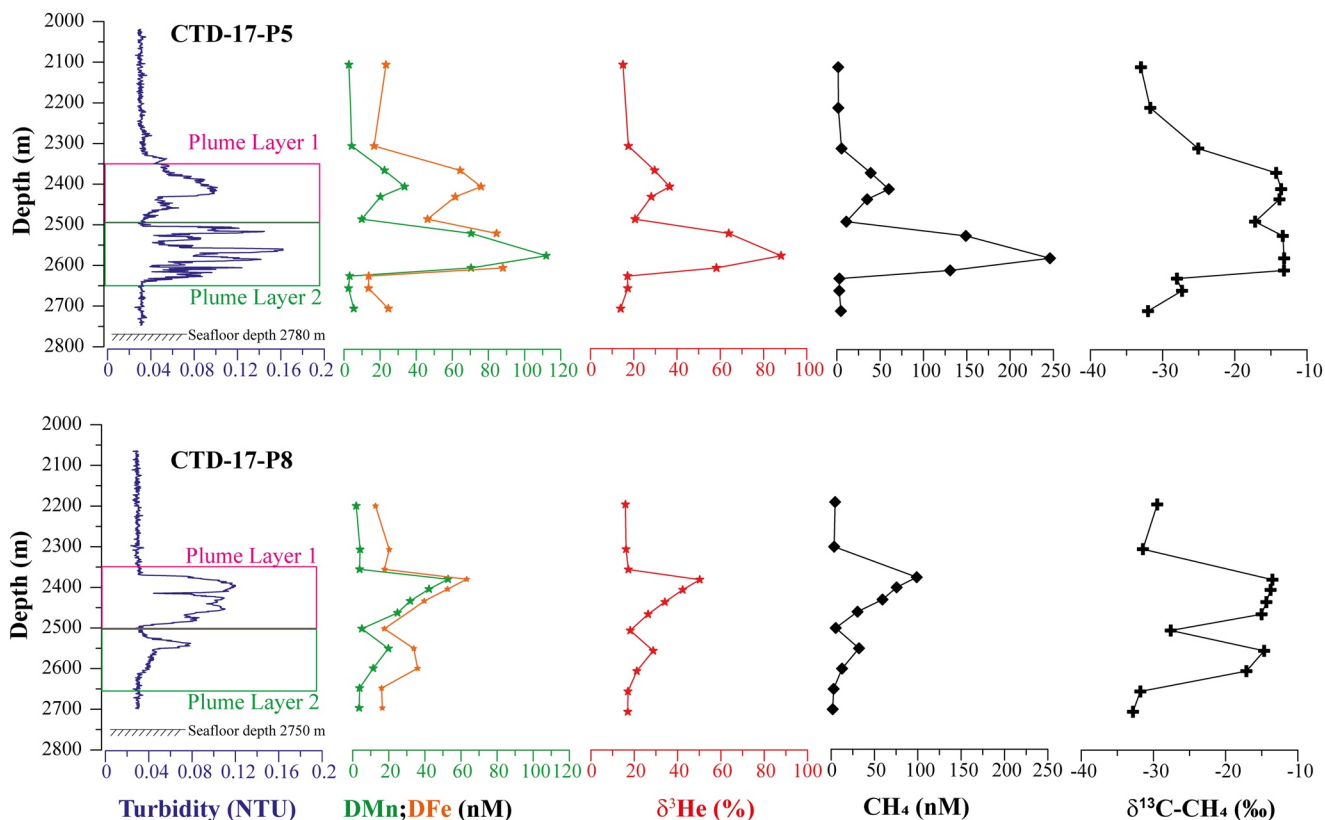 CTD-17-P5
Depth (m)
2000
2100
2200
2300
2400
2500
2600
2700
2800
Plume Layer 1
Plume Layer 2
Seafloor depth 2780 m
0 0.04 0.08 0.12 0.16 0.2
0 20 40 60 80 100 120
0 20 40 60 80 100
0 50 100 150 200 250
-40 -30 -20 -10
CTD-17-P8
Depth (m)
2000
2100
2200
2300
2400
2500
2600
2700
2800
Plume Layer 1
Plume Layer 2
Seafloor depth 2750 m
0 0.04 0.08 0.12 0.16 0.2
0 20 40 60 80 100 120
0 20 40 60 80 100
0 50 100 150 200 250
-40 -30 -20 -10
Turbidity (NTU)
DMn;DFe (nM)
δ³He (%)
CH₄ (nM)
δ¹³C-CH₄ (‰)